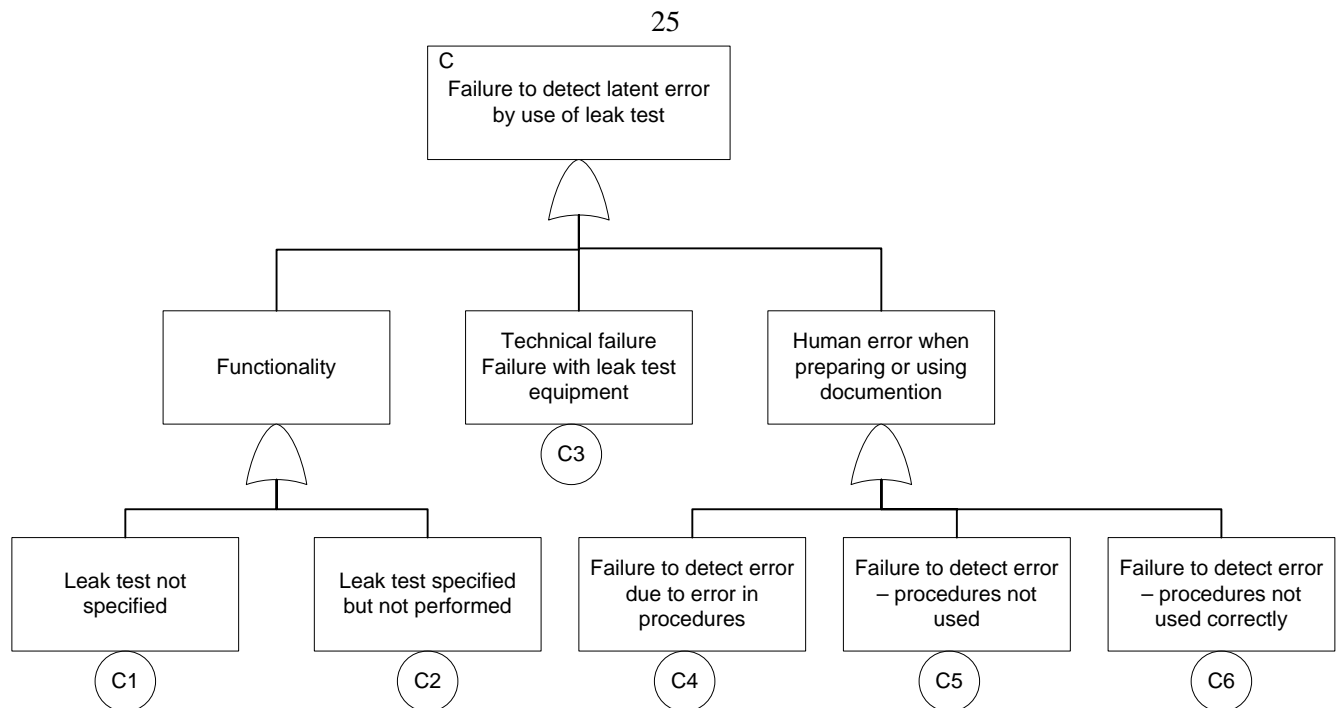 25
C
Failure to detect latent error
by use of leak test
Functionality
Technical failure
Failure with leak test
equipment
Human error when
preparing or using
documention
C3
Leak test not
specified
Leak test specified
but not performed
Failure to detect error
due to error in
procedures
Failure to detect error
– procedures not
used
Failure to detect error
– procedures not
used correctly
C1
C2
C4
C5
C6